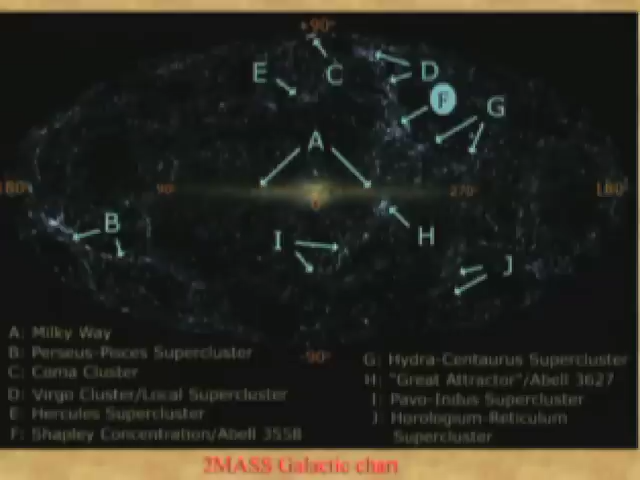 +90°
E
C
D
F
G
A
180°
90°
0°
270°
180°
B
H
I
J
-90°
A: Milky Way
B: Perseus-Pisces Supercluster
C: Coma Cluster
D: Virgo Cluster/Local Supercluster
E: Hercules Supercluster
F: Shapley Concentration/Abell 3558
G: Hydra-Centaurus Supercluster
H: "Great Attractor"/Abell 3627
I: Pavo-Indus Supercluster
J: Horologium-Reticulum
Supercluster
2MASS Galactic chart